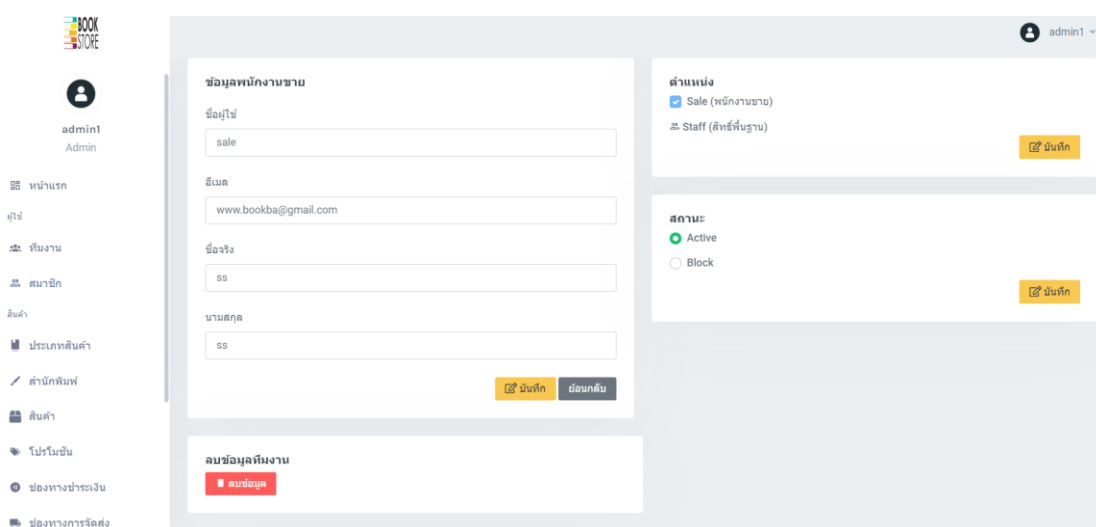 BOOK
STORE
admin1
admin1
Admin
หน้าแรก
ผู้ใช้
ทีมงาน
สมาชิก
สินค้า
ประเภทสินค้า
สำนักพิมพ์
สินค้า
โปรโมชัน
ช่องทางชำระเงิน
ช่องทางการจัดส่ง
ข้อมูลพนักงานขาย
ชื่อผู้ใช้
sale
อีเมล
www.bookba@gmail.com
ชื่อจริง
ss
นามสกุล
ss
บันทึก ย้อนกลับ
ลบข้อมูลทีมงาน
ลบข้อมูล
ตำแหน่ง
Sale (พนักงานขาย)
Staff (สิทธิ์พื้นฐาน)
บันทึก
สถานะ
Active
Block
บันทึก